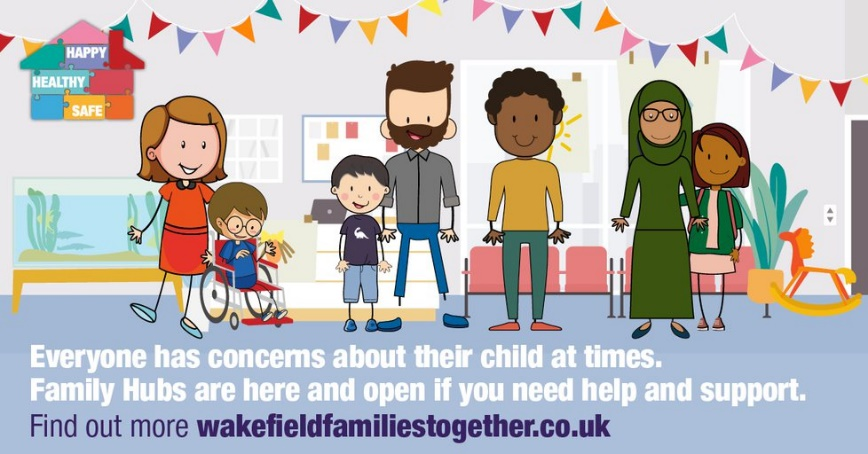 HAPPY
HEALTHY
SAFE
Everyone has concerns about their child at times.
Family Hubs are here and open if you need help and support.
Find out more wakefieldfamiliestogether.co.uk